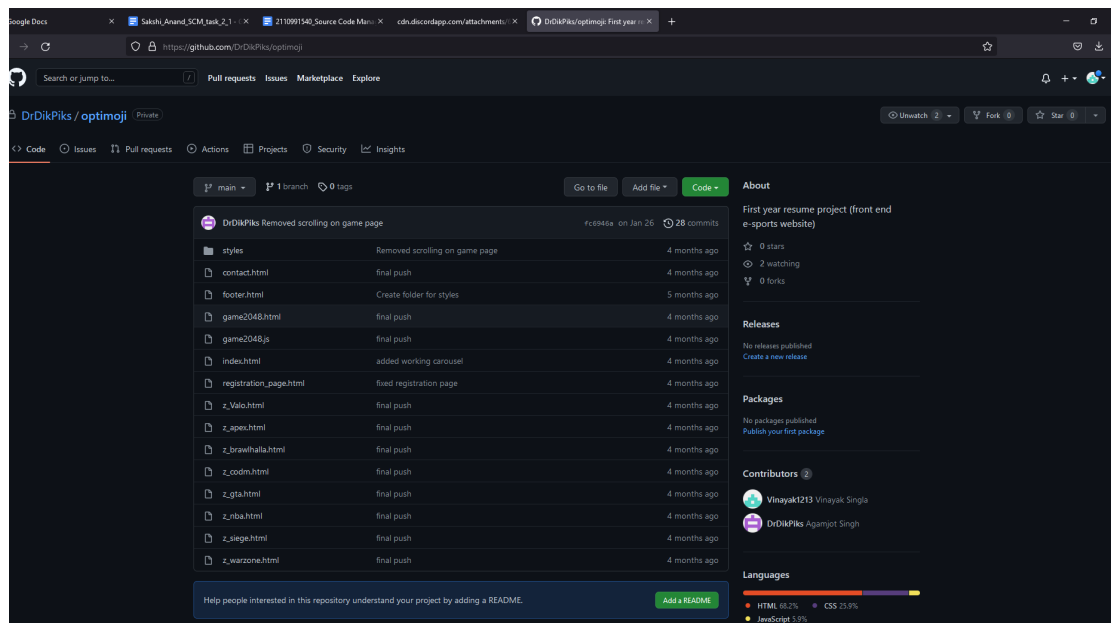 Google Docs
Sakshi_Anand_SCM_task_2_1 -
2110991540_Source Code Mana
cdn.discordapp.com/attachments/
DrDikPiks/optimoji: First year re
https://github.com/DrDikPiks/optimoji
Search or jump to... /
Pull requests Issues Marketplace Explore
DrDikPiks / optimoji Private
Unwatch 2 Fork 0 Star 0
<> Code Issues Pull requests Actions Projects Security Insights
main 1 branch 0 tags Go to file Add file Code
DrDikPiks Removed scrolling on game page fc6946a on Jan 26 28 commits
styles Removed scrolling on game page 4 months ago
contact.html final push 4 months ago
footer.html Create folder for styles 5 months ago
game2048.html final push 4 months ago
game2048.js final push 4 months ago
index.html added working carousel 4 months ago
registration_page.html fixed registration page 4 months ago
z_Valo.html final push 4 months ago
z_apex.html final push 4 months ago
z_brawlhalla.html final push 4 months ago
z_codm.html final push 4 months ago
z_gta.html final push 4 months ago
z_nba.html final push 4 months ago
z_siege.html final push 4 months ago
z_warzone.html final push 4 months ago
Help people interested in this repository understand your project by adding a README. Add a README
About
First year resume project (front end
e-sports website)
0 stars
2 watching
0 forks
Releases
No releases published
Create a new release
Packages
No packages published
Publish your first package
Contributors 2
Vinayak1213 Vinayak Singla
DrDikPiks Agamjot Singh
Languages
HTML 68.2% CSS 25.9%
JavaScript 5.9%